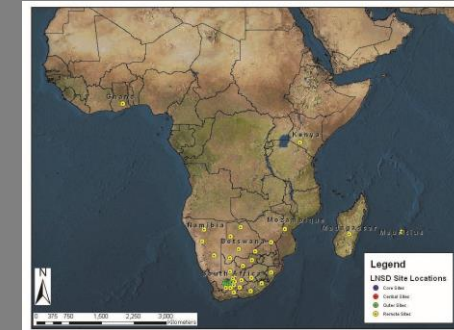 Ghana
Kenya
Namibia
Mozambique
Madagascar
Mauritius
Botswana
South Africa
N
0 375 750 1,500 2,250 3,000
Kilometers
Legend
LNSD Site Locations
Core Sites
Central Sites
Outer Sites
Remote Sites